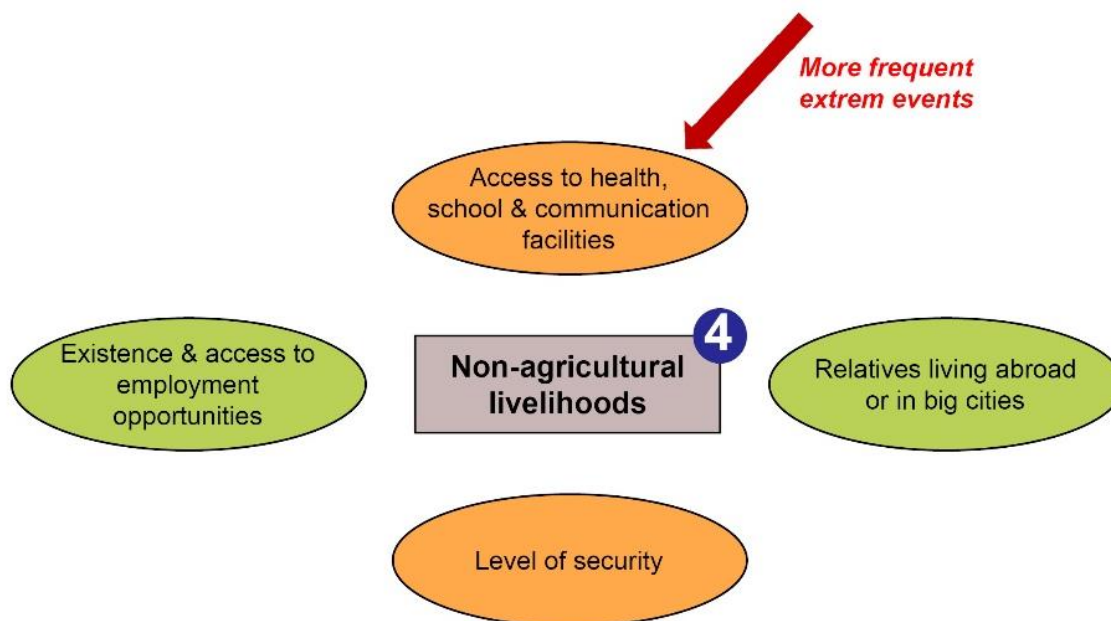 More frequent
extrem events
Access to health,
school & communication
facilities
4
Existence & access to
employment
opportunities
Non-agricultural
livelihoods
Relatives living abroad
or in big cities
Level of security